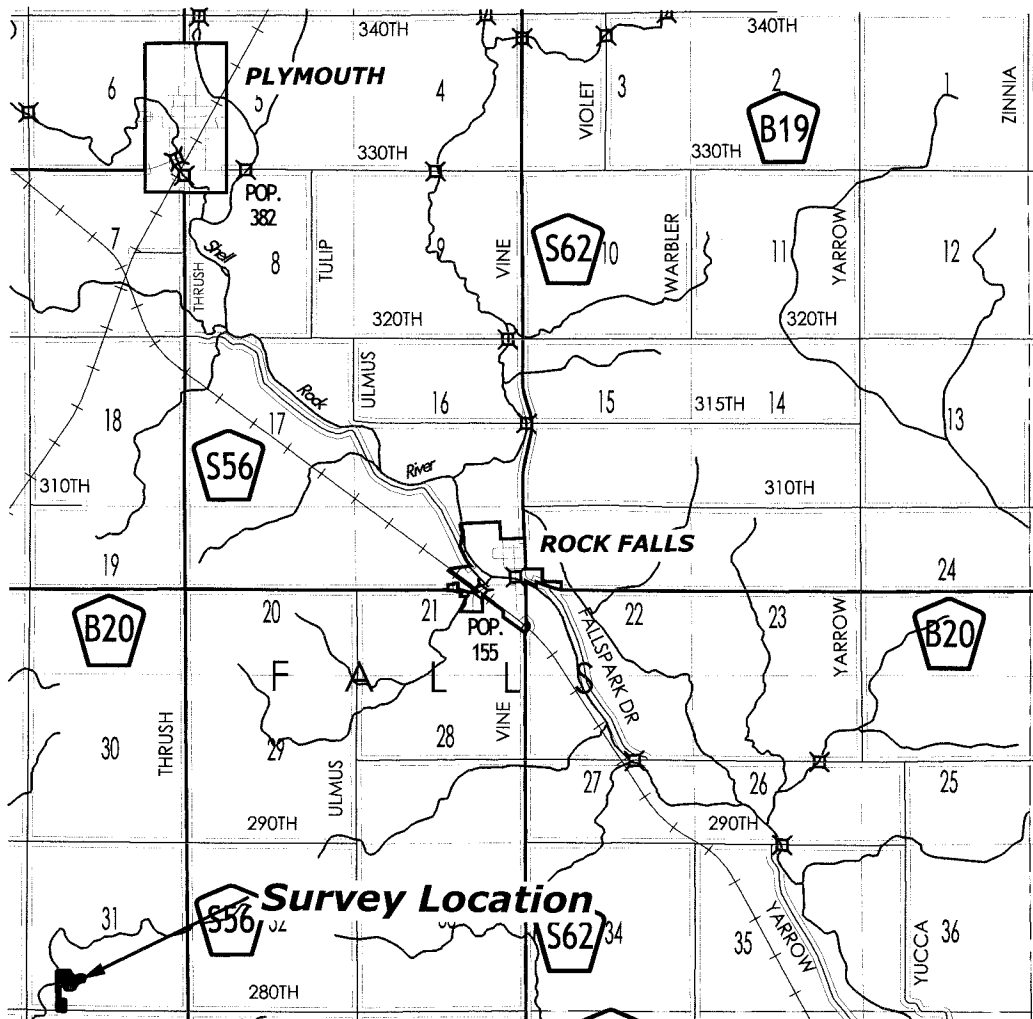 340TH
340TH
6
PLYMOUTH
5
4
VIOLET
3
2
1
ZINNIA
B19
330TH
330TH
POP.
382
7
Shell
8
THRUSH
TULIP
9
VINE
S62
10
WARBLER
11
YARROW
12
320TH
320TH
18
17
Rock
ULMUS
16
15
315TH
14
13
S56
River
310TH
310TH
ROCK FALLS
19
24
B20
20
21
POP.
155
22
FALLSPARK DR
23
YARROW
B20
F A L L S
30
THRUSH
29
ULMUS
28
VINE
27
26
25
290TH
290TH
Survey Location
31
S56
32
S62
34
35
YARROW
YUCCA
36
280TH